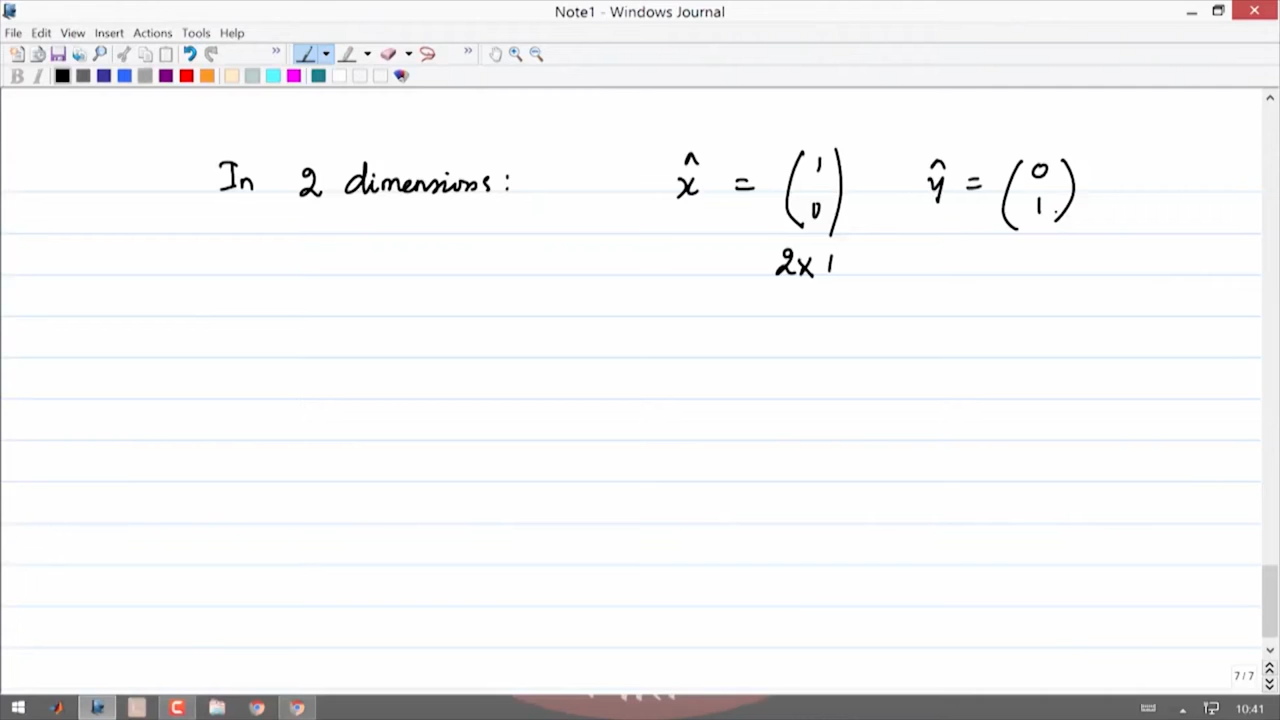 Note1 - Windows Journal
File Edit View Insert Actions Tools Help
In 2 dimensions : x̂ = (1 0) ŷ = (0 1)
2x1
7 / 7
10:41